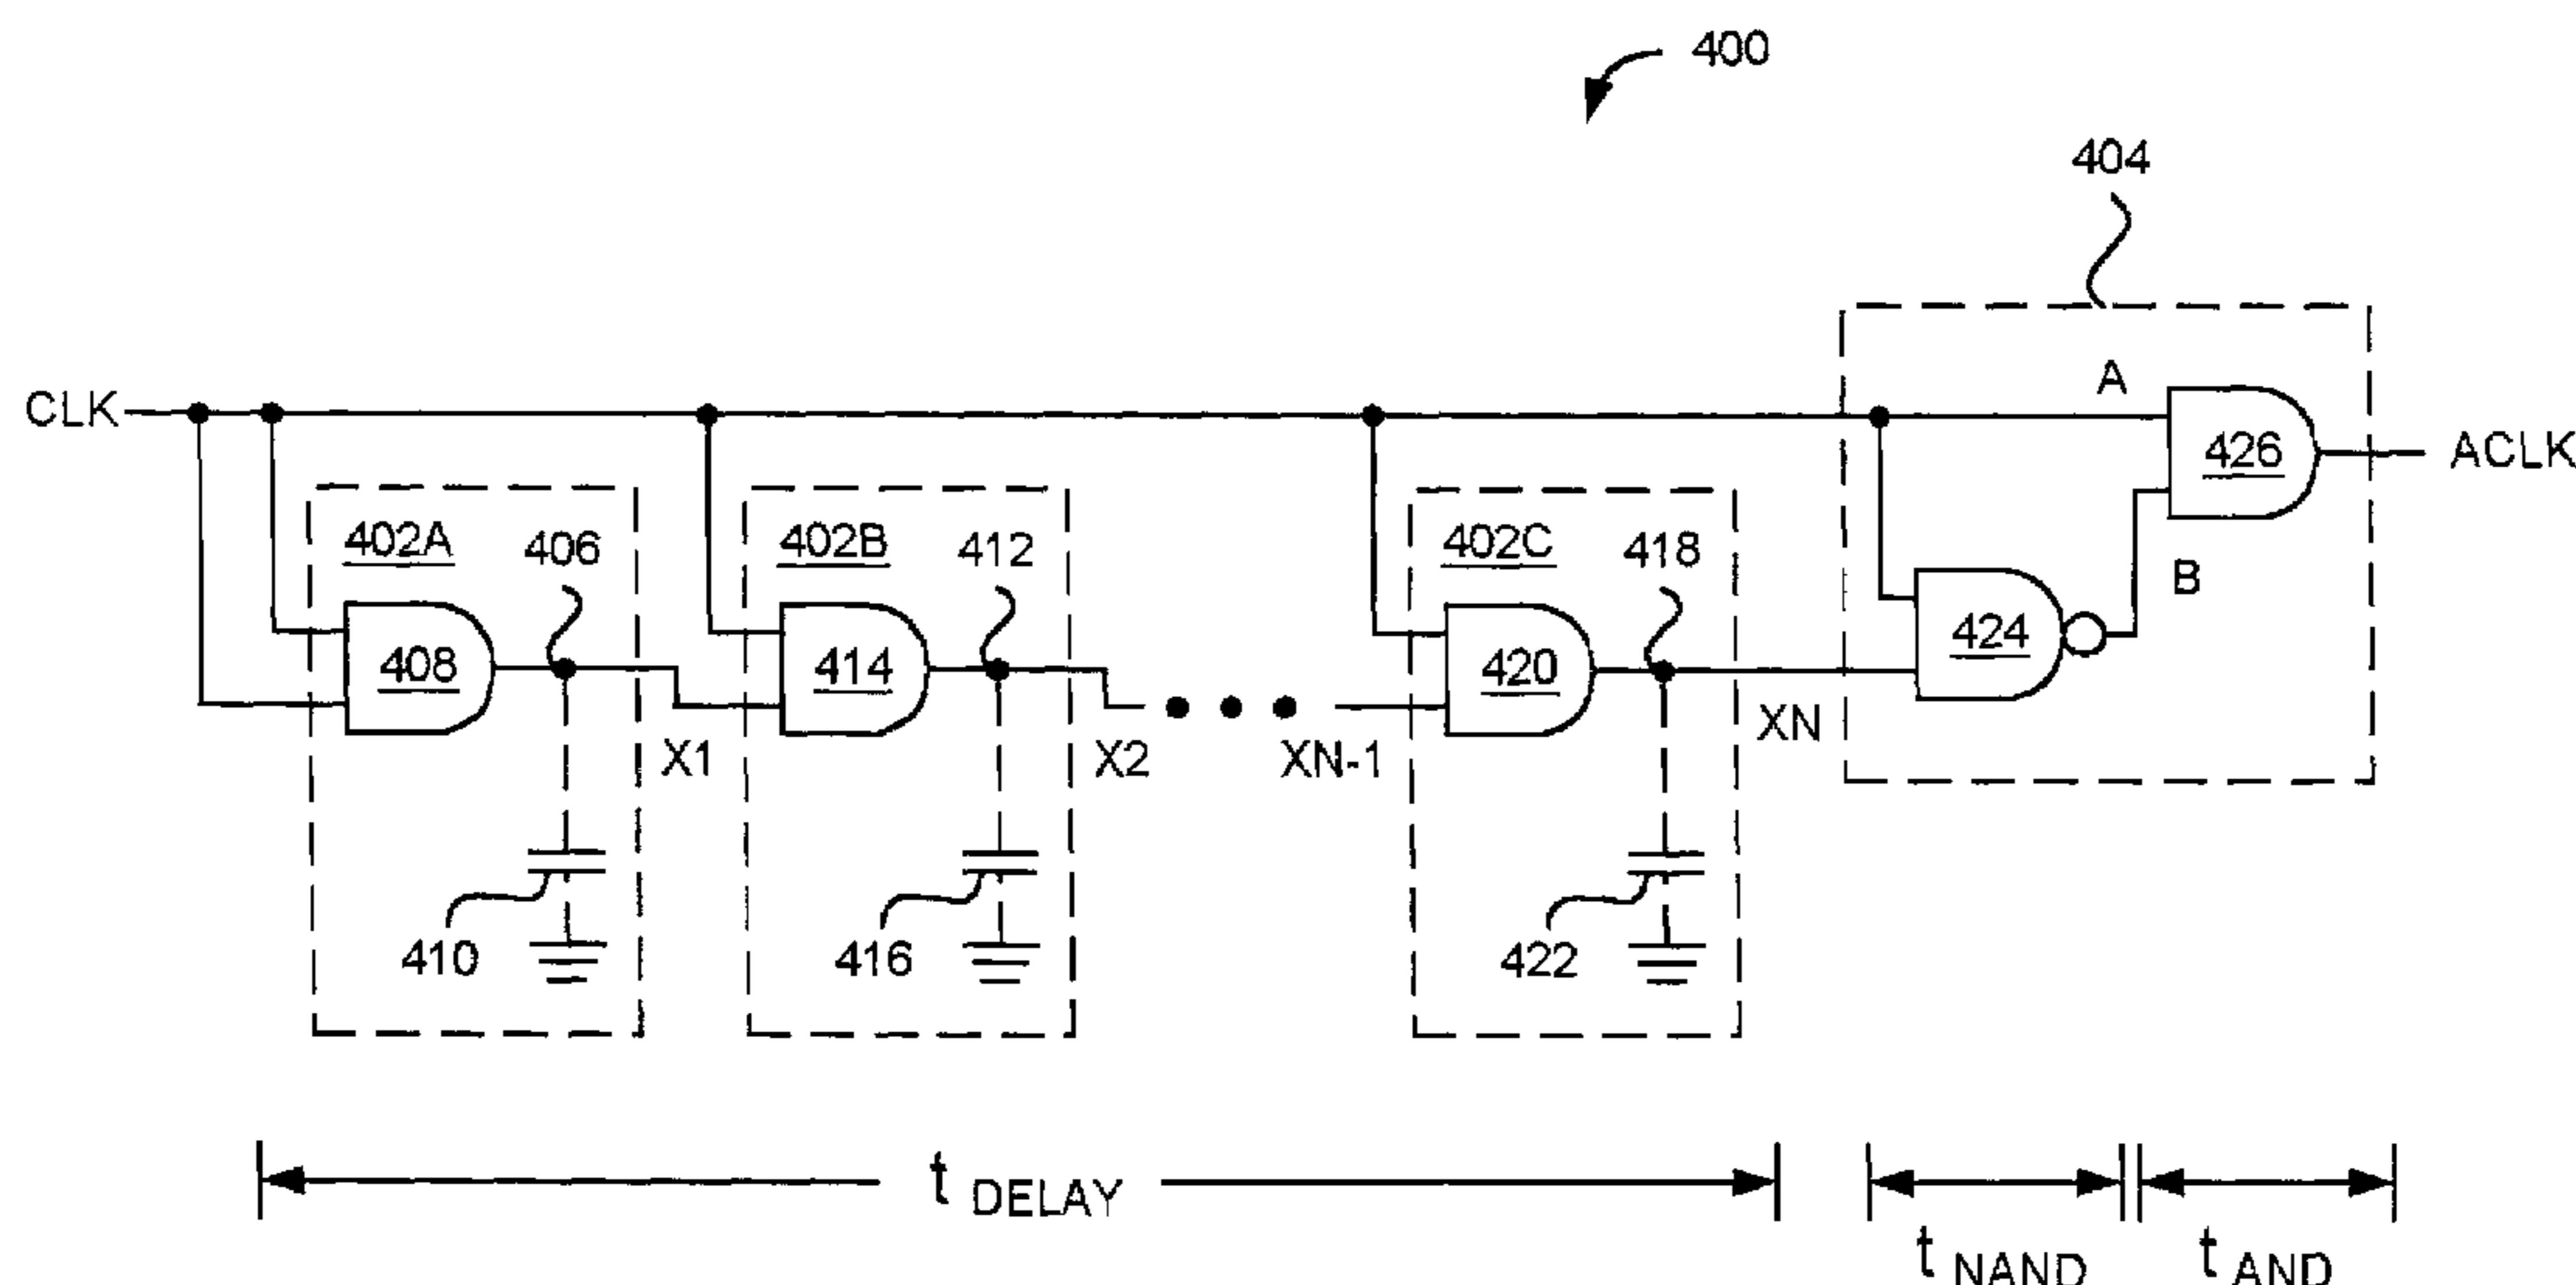 400
404
CLK
A
426
ACLK
402A
406
402B
412
402C
418
B
408
414
420
424
X1
X2
XN-1
XN
410
416
422
t DELAY
t NAND
t AND